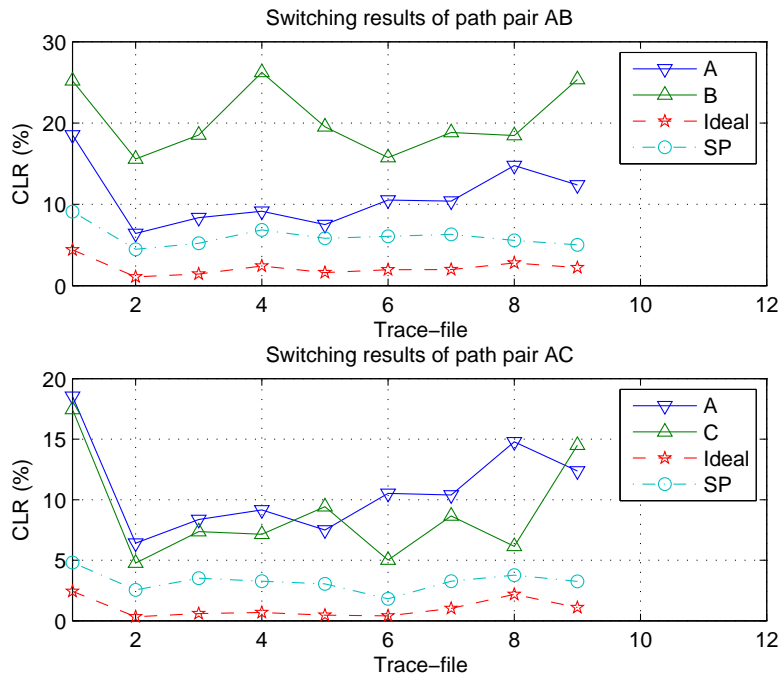 Switching results of path pair AB
30
20
10
0
CLR (%)
A
B
Ideal
SP
2 4 6 8 10 12
Trace-file
Switching results of path pair AC
20
15
10
5
0
CLR (%)
A
C
Ideal
SP
2 4 6 8 10 12
Trace-file